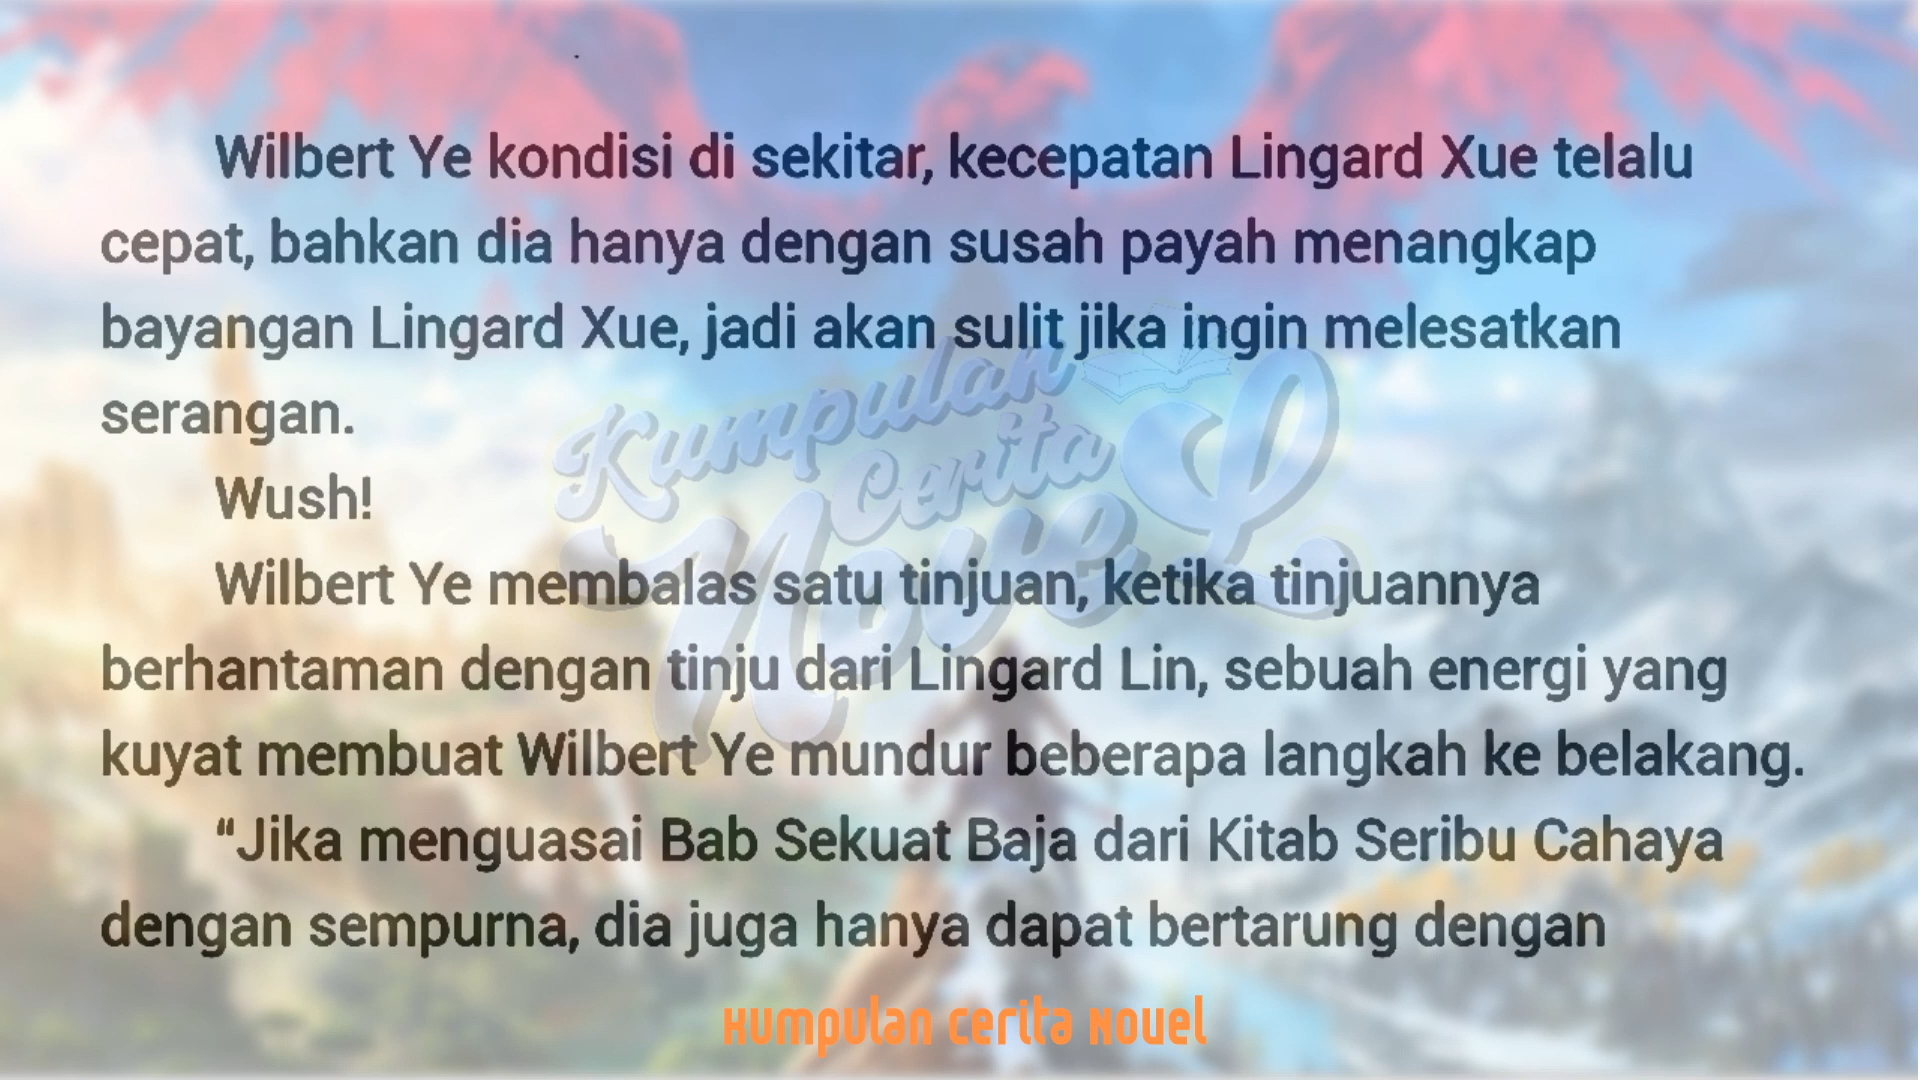 Wilbert Ye kondisi di sekitar, kecepatan Lingard Xue telalu
cepat, bahkan dia hanya dengan susah payah menangkap
bayangan Lingard Xue, jadi akan sulit jika ingin melesatkan
serangan.
Wush!
Wilbert Ye membalas satu tinjuan, ketika tinjuannya
berhantaman dengan tinju dari Lingard Lin, sebuah energi yang
kuyat membuat Wilbert Ye mundur beberapa langkah ke belakang.
“Jika menguasai Bab Sekuat Baja dari Kitab Seribu Cahaya
dengan sempurna, dia juga hanya dapat bertarung dengan
Kumpulan
Cerita
NoveL
Kumpulan Cerita Novel